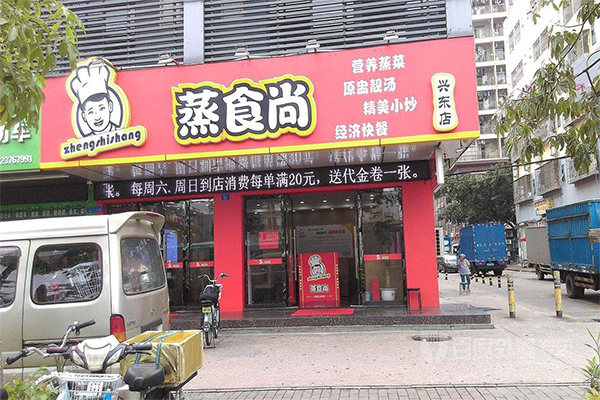 zhengshishang
蒸食尚
营养蒸菜
原盅靓汤
精美小炒
经济快餐
兴东店
张。每周六.周日到店消费每单满20元，送代金卷一张。
23767991
蒸食尚